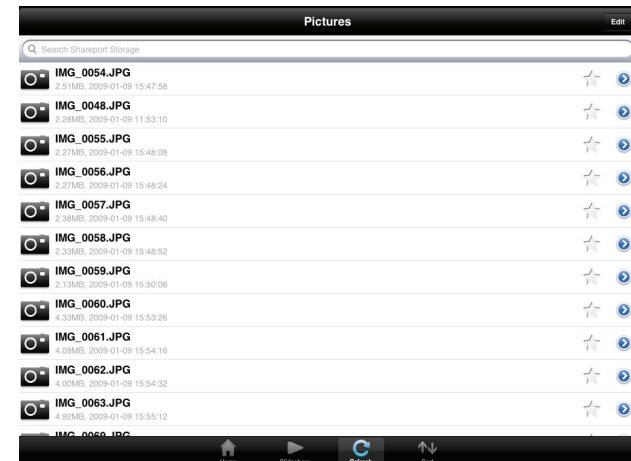 Pictures
Edit
Search Shareport Storage
IMG_0054.JPG
2.51MB, 2009-01-09 15:47:58
IMG_0048.JPG
2.28MB, 2009-01-09 11:53:10
IMG_0055.JPG
2.27MB, 2009-01-09 15:48:08
IMG_0056.JPG
2.27MB, 2009-01-09 15:48:24
IMG_0057.JPG
2.38MB, 2009-01-09 15:48:40
IMG_0058.JPG
2.33MB, 2009-01-09 15:48:52
IMG_0059.JPG
2.13MB, 2009-01-09 15:50:06
IMG_0060.JPG
4.33MB, 2009-01-09 15:53:26
IMG_0061.JPG
4.09MB, 2009-01-09 15:54:16
IMG_0062.JPG
4.00MB, 2009-01-09 15:54:32
IMG_0063.JPG
4.92MB, 2009-01-09 15:55:12
IMG_0069.JPG